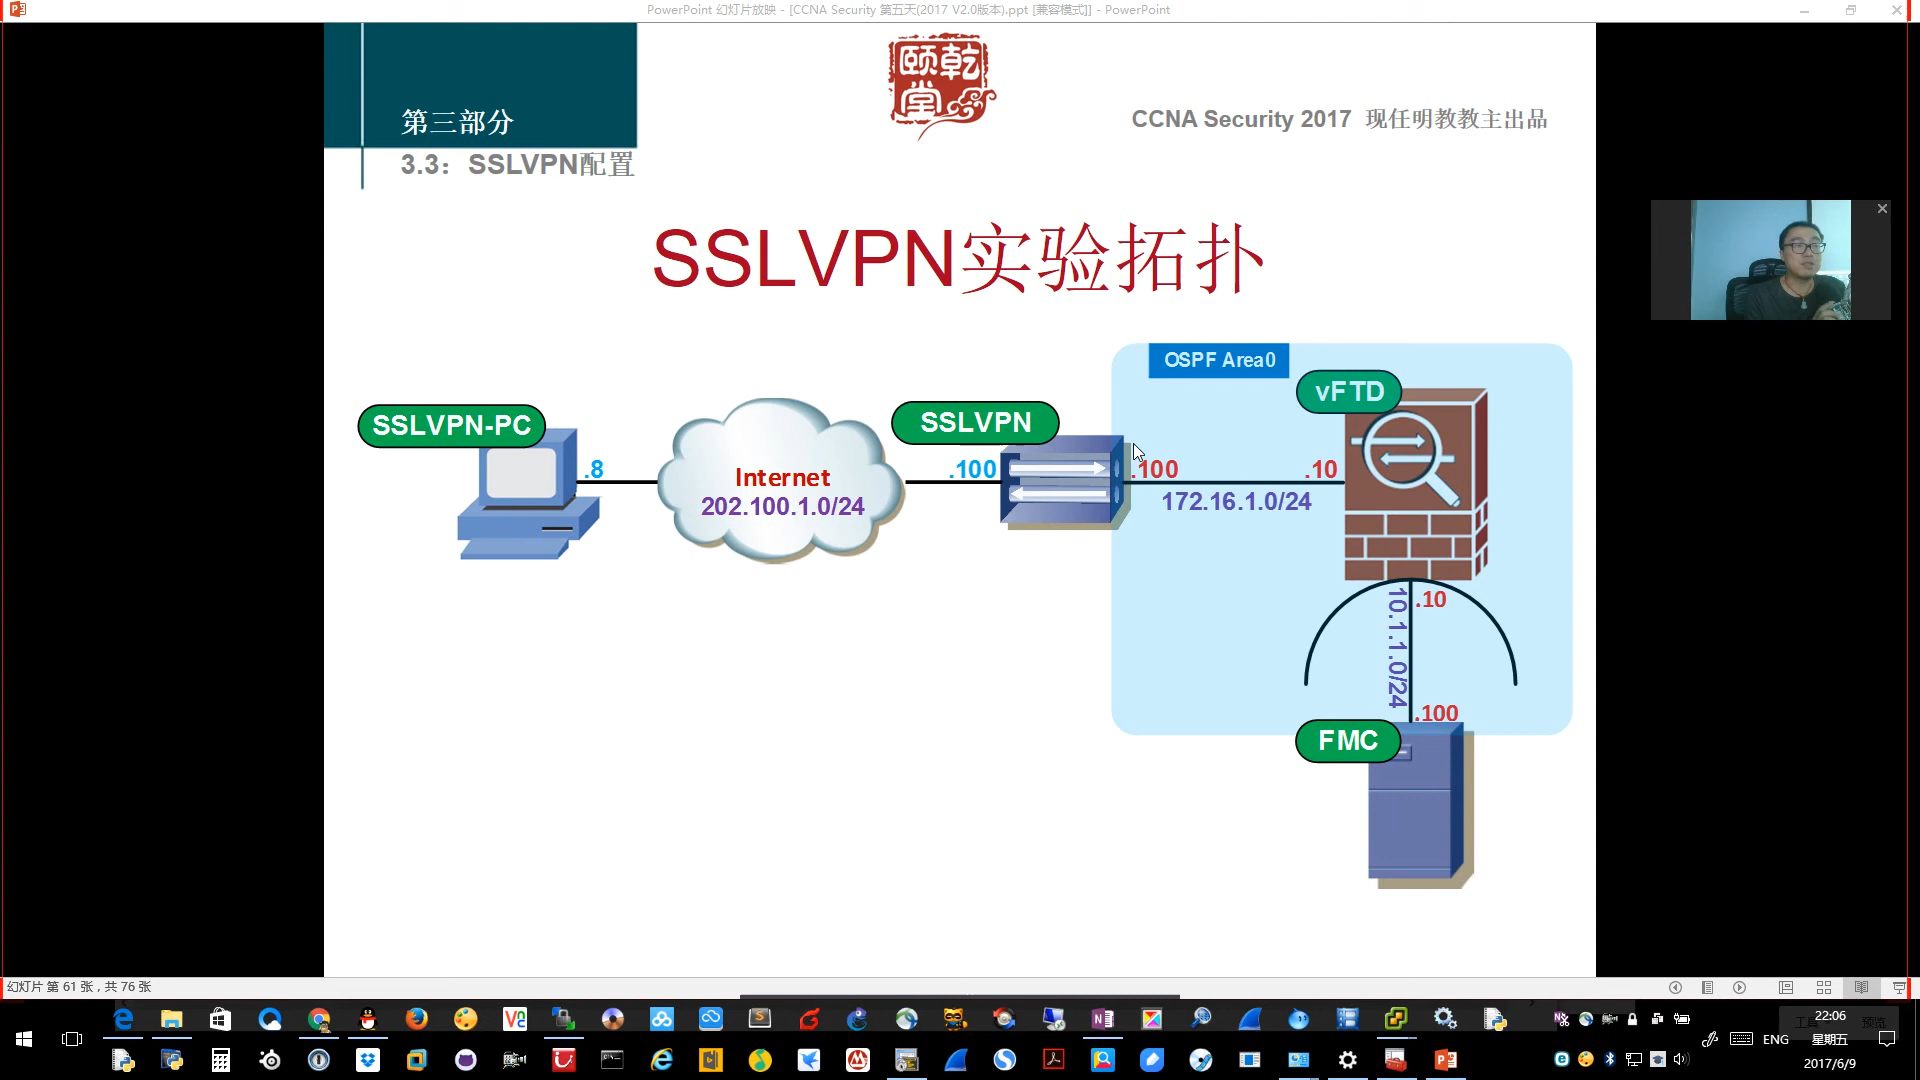 PowerPoint 幻灯片放映 - [CCNA Security 第五天(2017 V2.0版本).ppt [兼容模式]] - PowerPoint
颐乾堂
第三部分
CCNA Security 2017 现任明教教主出品
3.3：SSLVPN配置
SSLVPN实验拓扑
OSPF Area0
vFTD
SSLVPN-PC
SSLVPN
.8
Internet
202.100.1.0/24
.100
.100
.10
172.16.1.0/24
.10
10.1.1.0/24
.100
FMC
幻灯片 第 61 张，共 76 张
22:06
ENG
星期五
2017/6/9